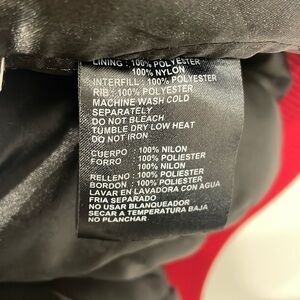 LINING : 100% POLYESTER
100% NYLON
INTERFILL : 100% POLYESTER
RIB : 100% POLYESTER
MACHINE WASH COLD
SEPARATELY
DO NOT BLEACH
TUMBLE DRY LOW HEAT
DO NOT IRON
CUERPO : 100% NILON
FORRO : 100% POLIESTER
100% NILON
RELLENO : 100% POLIESTER
BORDON : 100% POLIESTER
LAVAR EN LAVADORA CON AGUA
FRIA SEPARADO
NO USAR BLANQUEADOR
SECAR A TEMPERATURA BAJA
NO PLANCHAR